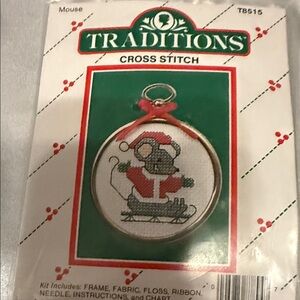 Mouse T8515
TRADITIONS
CROSS STITCH
Kit Includes: FRAME, FABRIC, FLOSS, RIBBON,
NEEDLE, INSTRUCTIONS, and CHART